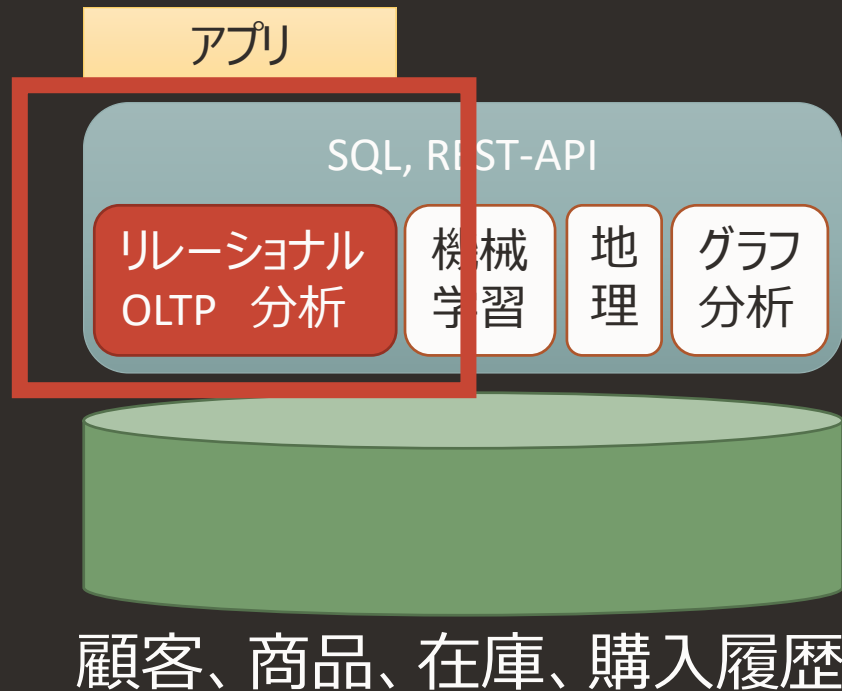 アプリ
SQL, REST-API
リレーショナル
OLTP 分析
機械
学習
地
理
グラフ
分析
顧客、商品、在庫、購入履歴